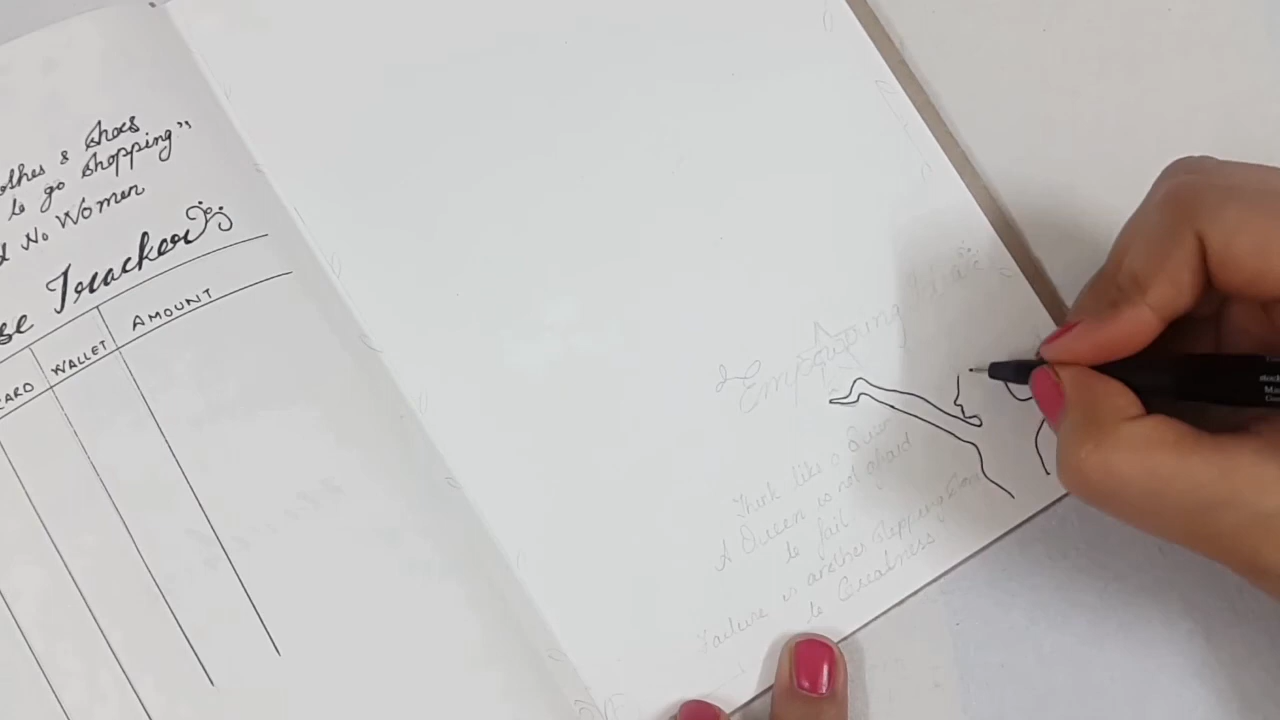 othes & Shoes
to go Shopping"
d No Women
se Tracker
CARD WALLET AMOUNT
Empowering
Think like a Queen
A Queen is not afraid
to fail
Failure is another Stepping Stone
to Greatness